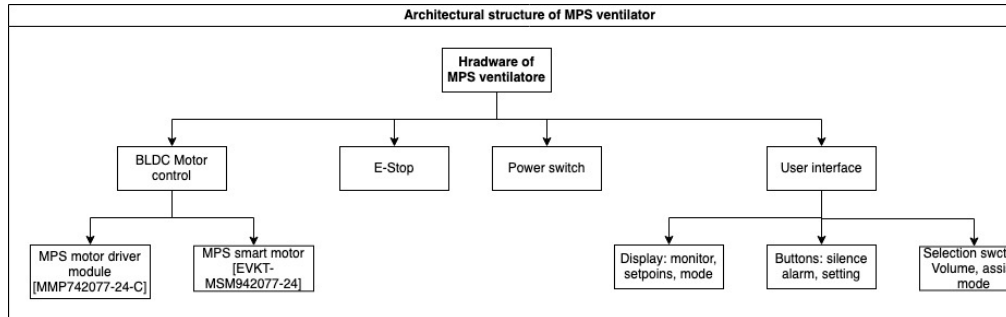 Architectural structure of MPS ventilator
Hradware of
MPS ventilatore
BLDC Motor
control
E-Stop
Power switch
User interface
MPS motor driver
module
[MMP742077-24-C]
MPS smart motor
[EVKT-
MSM942077-24]
Display: monitor,
setpoins, mode
Buttons: silence
alarm, setting
Selection
Volume,
mode